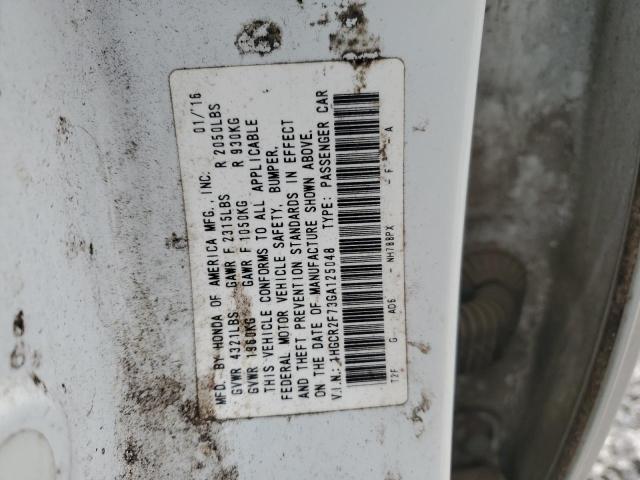 MFD. BY HONDA OF AMERICA MFG., INC. 01/'16
GVWR 4321LBS GAWR F 2315LBS R 2050LBS
GVWR 1960KG GAWR F 1050KG R 930KG
THIS VEHICLE CONFORMS TO ALL APPLICABLE
FEDERAL MOTOR VEHICLE SAFETY, BUMPER,
AND THEFT PREVENTION STANDARDS IN EFFECT
ON THE DATE OF MANUFACTURE SHOWN ABOVE.
V.I.N.: 1HGCR2F73GA125048 TYPE: PASSENGER CAR
T2F G A06 - NH788PX - F A